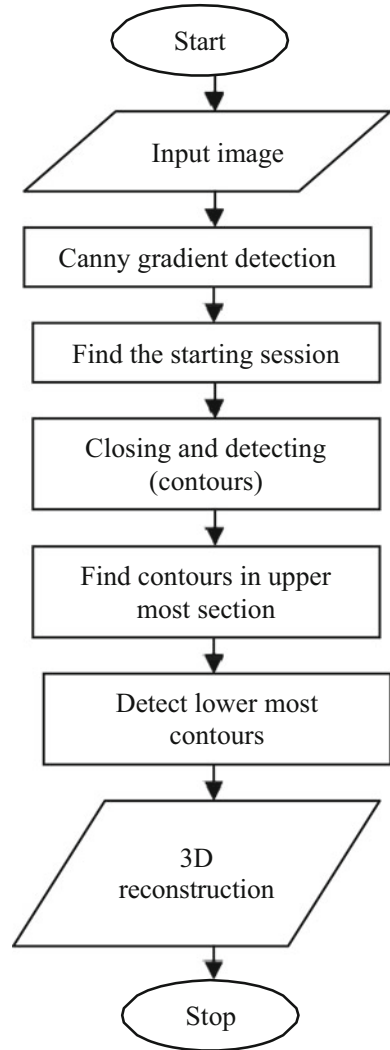 Start
Input image
Canny gradient detection
Find the starting session
Closing and detecting
(contours)
Find contours in upper
most section
Detect lower most
contours
3D
reconstruction
Stop